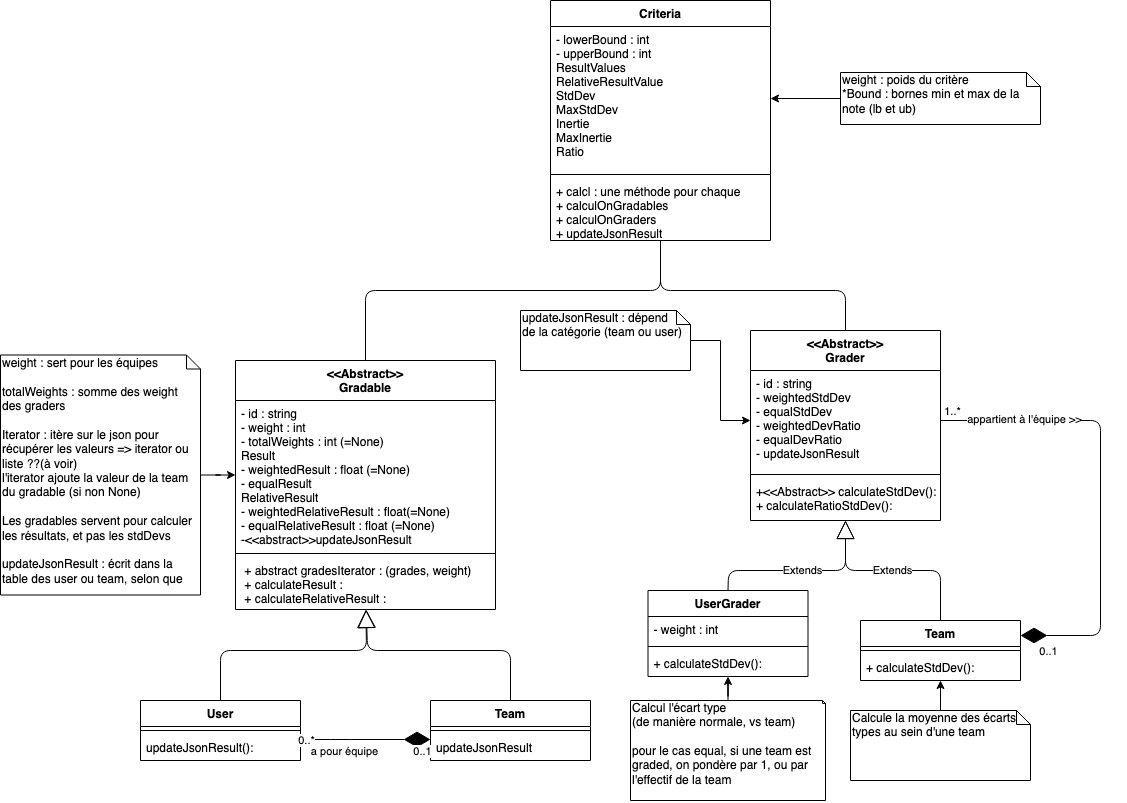 Criteria
- lowerBound : int
- upperBound : int
ResultValues
RelativeResultValue
StdDev
MaxStdDev
Inertie
MaxInertie
Ratio
+ calcl : une méthode pour chaque
+ calculOnGradables
+ calculOnGraders
+ updateJsonResult
weight : poids du critère
*Bound : bornes min et max de la
note (lb et ub)
updateJsonResult : dépend
de la catégorie (team ou user)
<<Abstract>>
Grader
- id : string
- weightedStdDev
- equalStdDev
- weightedDevRatio
- equalDevRatio
- updateJsonResult
+<<Abstract>> calculateStdDev():
+ calculateRatioStdDev():
1..*
appartient à l'équipe >>
0..1
weight : sert pour les équipes
totalWeights : somme des weight
des graders
Iterator : itère sur le json pour
récupérer les valeurs => iterator ou
liste ??(à voir)
l'iterator ajoute la valeur de la team
du gradable (si non None)
Les gradables servent pour calculer
les résultats, et pas les stdDevs
updateJsonResult : écrit dans la
table des user ou team, selon que
<<Abstract>>
Gradable
- id : string
- weight : int
- totalWeights : int (=None)
Result
- weightedResult : float (=None)
- equalResult
RelativeResult
- weightedRelativeResult : float(=None)
- equalRelativeResult : float (=None)
-<<abstract>>updateJsonResult
+ abstract gradesIterator : (grades, weight)
+ calculateResult :
+ calculateRelativeResult :
Extends
Extends
UserGrader
- weight : int
+ calculateStdDev():
Team
+ calculateStdDev():
User
updateJsonResult():
0..*
a pour équipe
0..1
Team
updateJsonResult
Calcul l'écart type
(de manière normale, vs team)
pour le cas equal, si une team est
graded, on pondère par 1, ou par
l'effectif de la team
Calcule la moyenne des écarts
types au sein d'une team